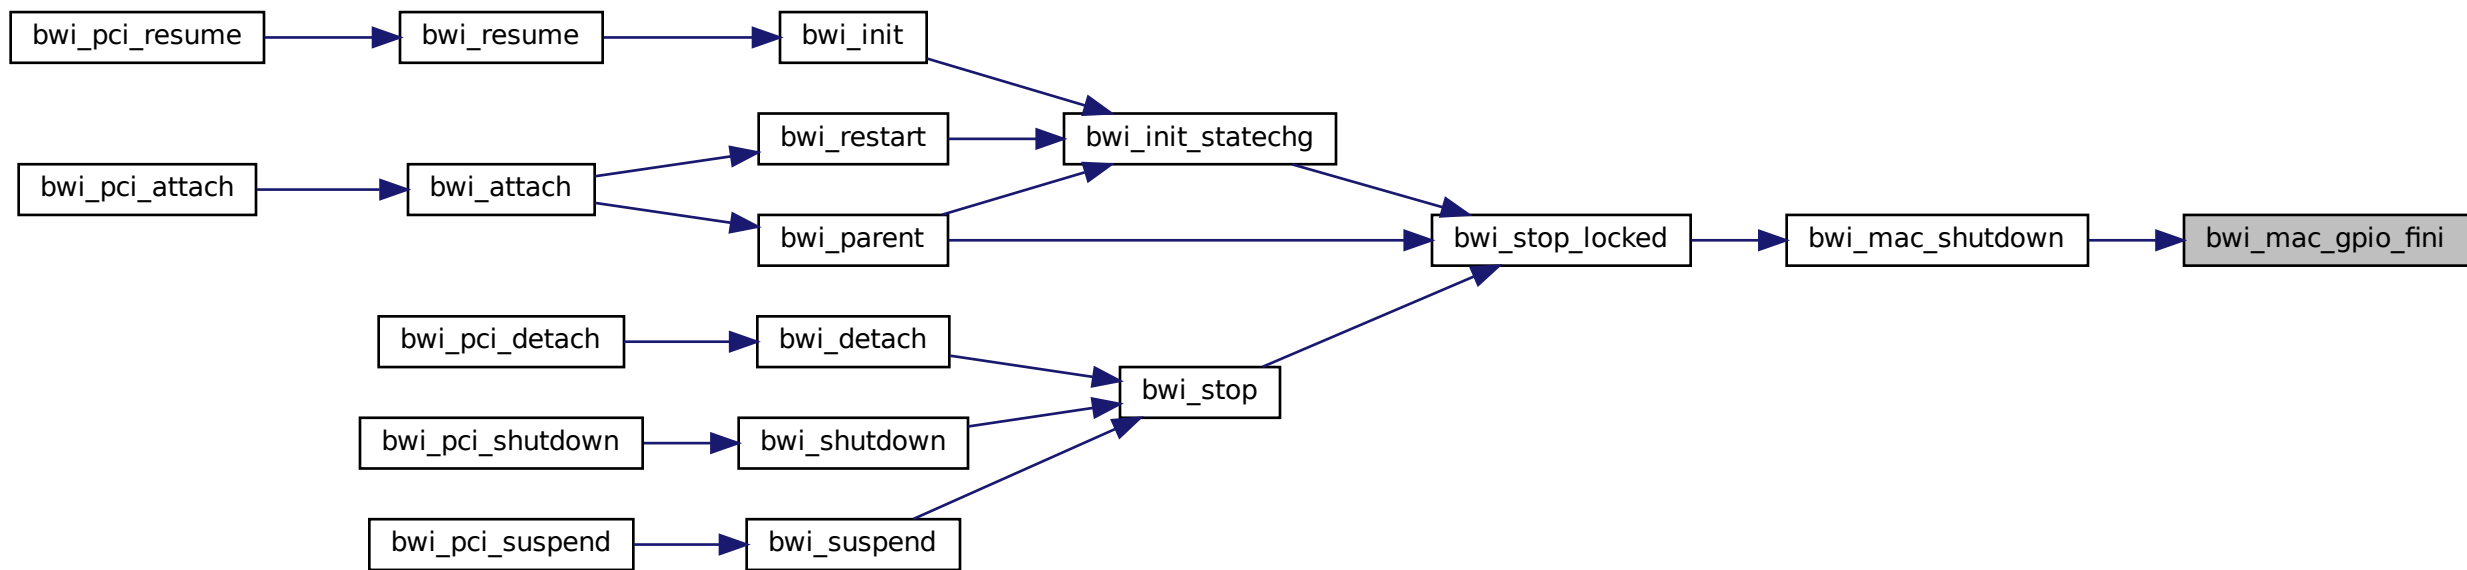 bwi_pci_resume
bwi_resume
bwi_init
bwi_restart
bwi_init_statechg
bwi_pci_attach
bwi_attach
bwi_parent
bwi_stop_locked
bwi_mac_shutdown
bwi_mac_gpio_fini
bwi_pci_detach
bwi_detach
bwi_stop
bwi_pci_shutdown
bwi_shutdown
bwi_pci_suspend
bwi_suspend